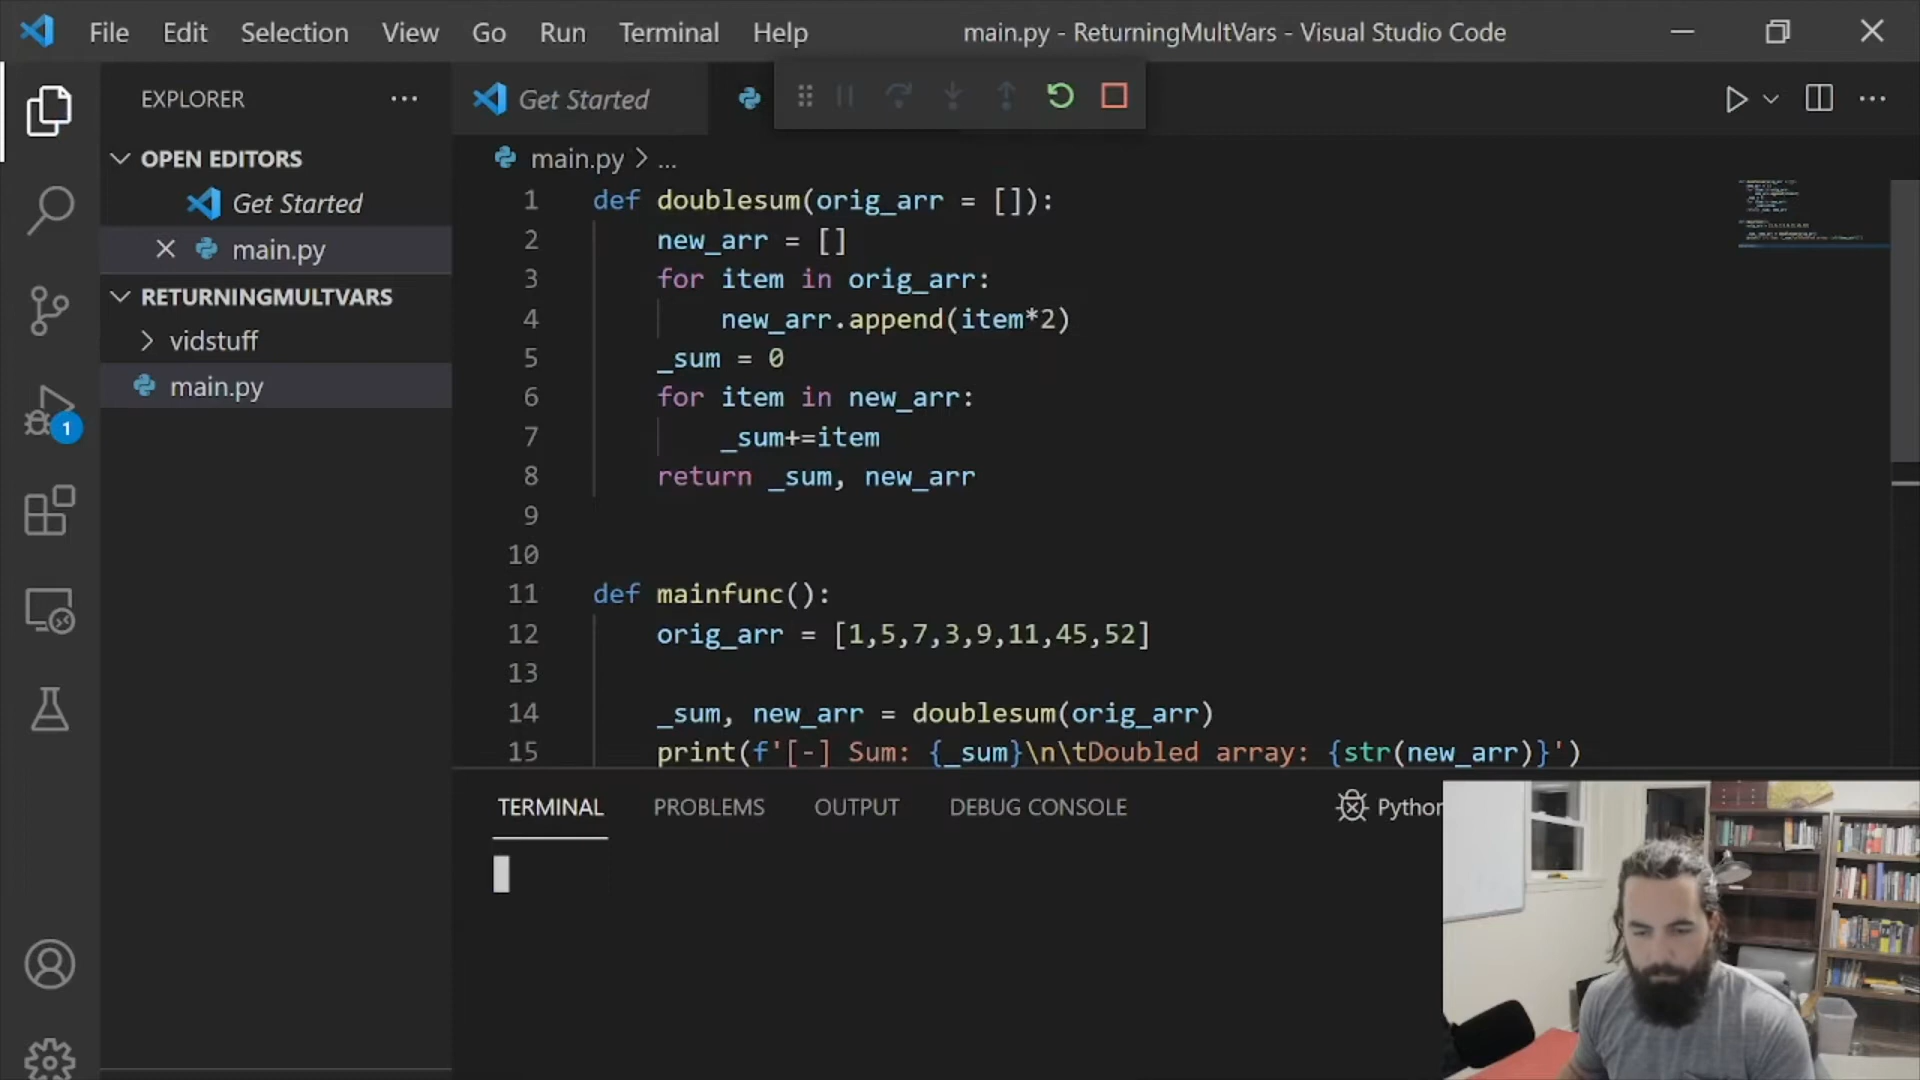 File Edit Selection View Go Run Terminal Help main.py - ReturningMultVars - Visual Studio Code
EXPLORER ...
OPEN EDITORS
Get Started
main.py
RETURNINGMULTVARS
vidstuff
main.py
1
Get Started
main.py > ...
1 def doublesum(orig_arr = []):
2 new_arr = []
3 for item in orig_arr:
4 new_arr.append(item*2)
5 _sum = 0
6 for item in new_arr:
7 _sum+=item
8 return _sum, new_arr
9
10
11 def mainfunc():
12 orig_arr = [1,5,7,3,9,11,45,52]
13
14 _sum, new_arr = doublesum(orig_arr)
15 print(f'[-] Sum: {_sum}\n\tDoubled array: {str(new_arr)}')
TERMINAL PROBLEMS OUTPUT DEBUG CONSOLE Python